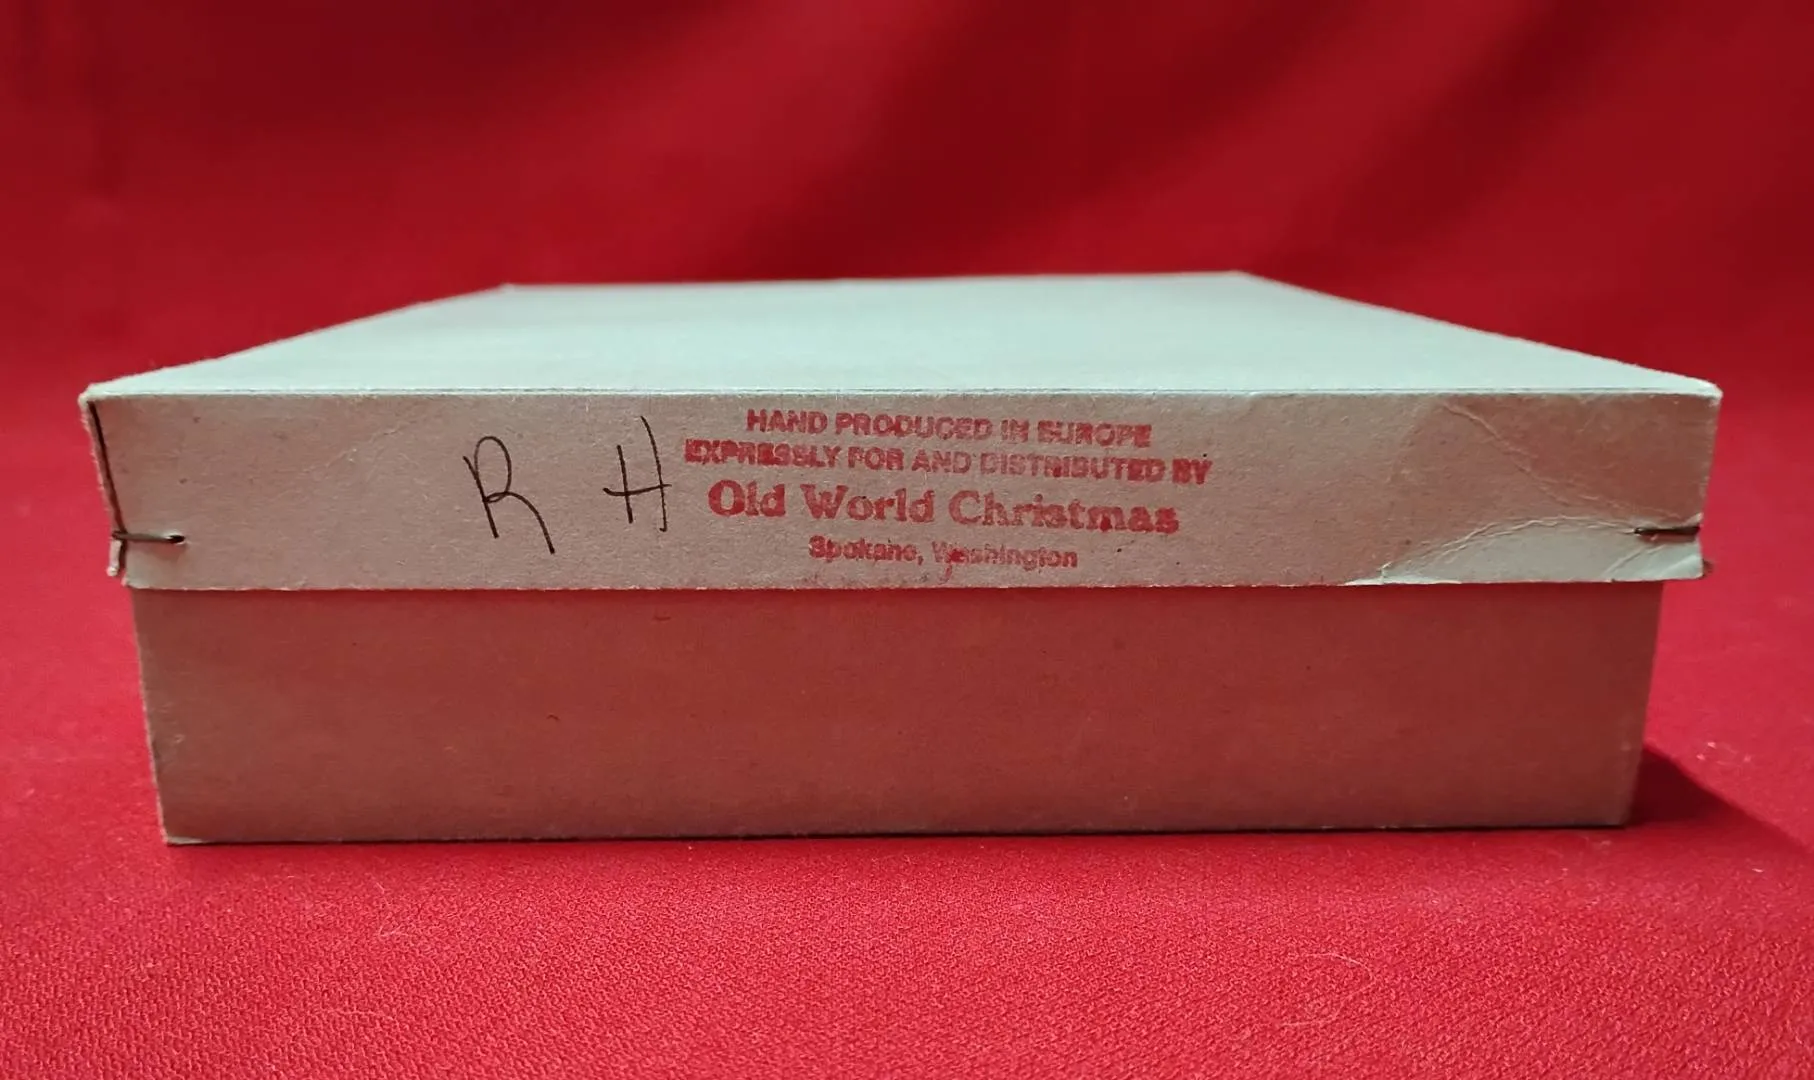 R H
HAND PRODUCED IN EUROPE
EXPRESSLY FOR AND DISTRIBUTED BY
Old World Christmas
Spokane, Washington